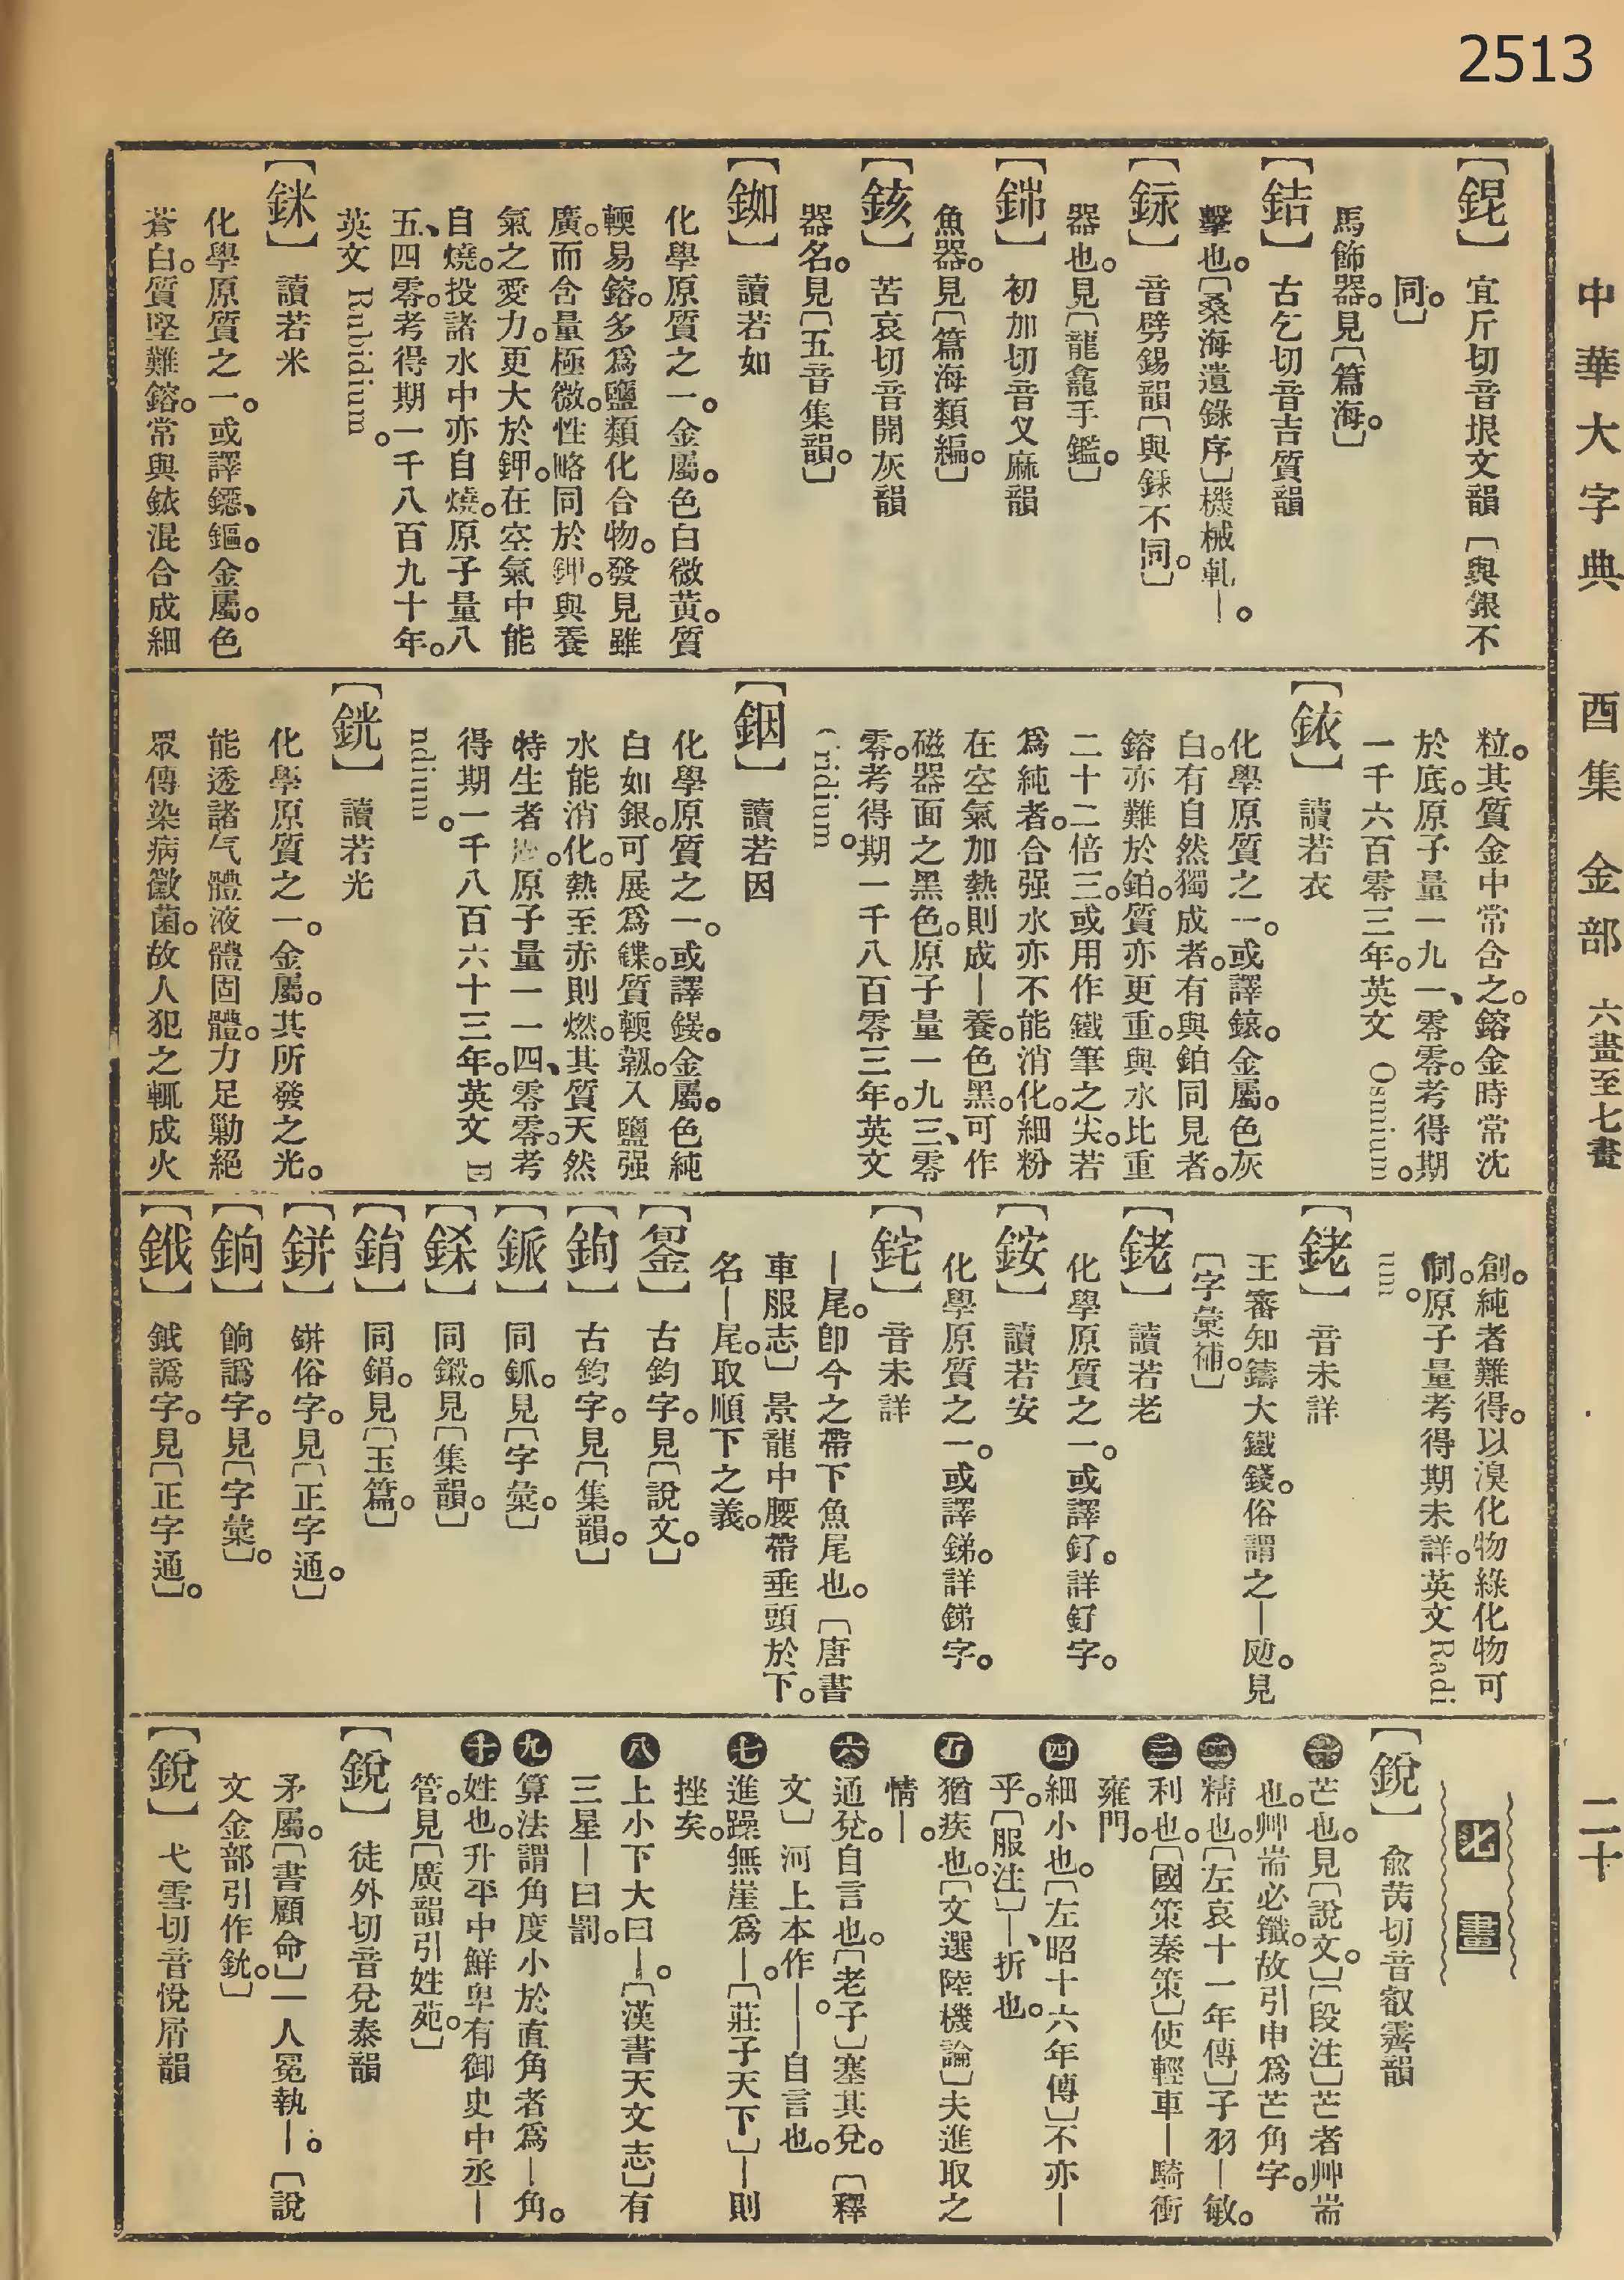 2513
中華大字典　酉集　金部　六畫至七畫　二十
【鋃】宜斤切音垠文韻〔與銀不
同。〕
馬飾器。見〔篇海。〕
【銡】古乞切音吉質韻
擊也。〔桑海遺錄序〕機械軋｜。
音劈錫韻〔與銾不同。〕
器也。見〔龍龕手鑑。〕
初加切音叉麻韻
魚器。見〔篇海類編。〕
【鉸】苦哀切音開灰韻
器名。見〔五音集韻。〕
【銣】讀若如
化學原質之一。金屬。色白微黃。質
輭易鎔。多爲鹽類化合物。發見雖
廣。而含量極微。性略同於鉀。與養
氣之愛力。更大於鉀。在空氣中能
自燒。投諸水中亦自燒。原子量八
五、四零。考得期一千八百九十年。
英文 Rubidium。
【銤】讀若米
化學原質之一。或譯鐚、鏂。金屬。色
蒼白。質堅難鎔。常與銥混合成細
粒。其質金中常含之。鎔金時常沈
於底。原子量一九一、零零。考得期
一千六百零三年。英文 Osmium。
【銥】讀若衣
化學原質之一。或譯鎄。金屬。色灰
白。有自然獨成者。有與鉑同見者。
鎔亦難於鉑。質亦更重。與水比重
二十二倍三。或用作鐵筆之尖。若
爲純者。合强水亦不能消化。細粉
在空氣加熱則成｜養。色黑。可作
磁器面之黑色。原子量一九三、零
零。考得期一千八百零三年。英文
Iridium。
【銦】讀若因
化學原質之一。或譯鋖。金屬。色純
白如銀。可展爲鍱。質輭韌。入鹽强
水能消化。熱至赤則燃。其質天然
特生者。原子量一一四、零零。考
得期一千八百六十三年。英文 I
ndium。
【銧】讀若光
化學原質之一。金屬。其所發之光。
能透諸气體液體固體。力足勦絕
眾傳染病黴菌。故人犯之輒成火
創。純者難得。以溴化物綠化物可
制。原子量考得期未詳。英文 Radi
um。
【銠】音未詳
王審知鑄大鐵錢。俗謂之｜㔷。見
〔字彙補。〕
【銠】讀若老
化學原質之一。或譯釕。詳釕字。
【銨】讀若安
化學原質之一。或譯銻。詳銻字。
【鉈】音未詳
｜尾。卽今之帶下魚尾也。〔唐書
車服志〕景龍中腰帶垂頭於下。
名｜尾。取順下之義。
古鈞字。見〔說文。〕
【銁】古鈞字。見〔集韻。〕
【鈲】同鈲。見〔字彙。〕
同鍛。見〔集韻。〕
【鋗】同鋗。見〔玉篇。〕
【鉼】鉼俗字。見〔正字通。〕
【銄】餉譌字。見〔字彙。〕
【鉞】鉞譌字。見〔正字通。〕
七畫
【銳】兪芮切音叡霽韻
㊀芒也。見〔說文。〕〔段注〕芒者艸耑
也。艸耑必鑯。故引申爲芒角字。
㊁精也。〔左哀十一年傳〕子羽｜敏。
㊂利也。〔國策秦策〕使輕車｜騎衝
雍門。
㊃細小也。〔左昭十六年傳〕不亦｜
乎。〔服注〕｜、折也。
㊄猶疾也。〔文選陸機論〕夫進取之
情｜。
㊅通兌。自言也。〔老子〕塞其兌。〔釋
文〕河上本作｜。｜自言也。
㊆進躁無崖爲｜。〔莊子天下〕｜則
挫矣。
㊇上小下大曰｜。〔漢書天文志〕有
三星｜曰罰。
㊈算法謂角度小於直角者爲｜角。
㊉姓也。升平中鮮卑有御史中丞｜
管。見〔廣韻引姓苑。〕
【銳】徒外切音兌泰韻
矛屬。〔書顧命〕一人冕執｜。〔說
文金部引作鈗。〕
【銳】弋雪切音悅屑韻